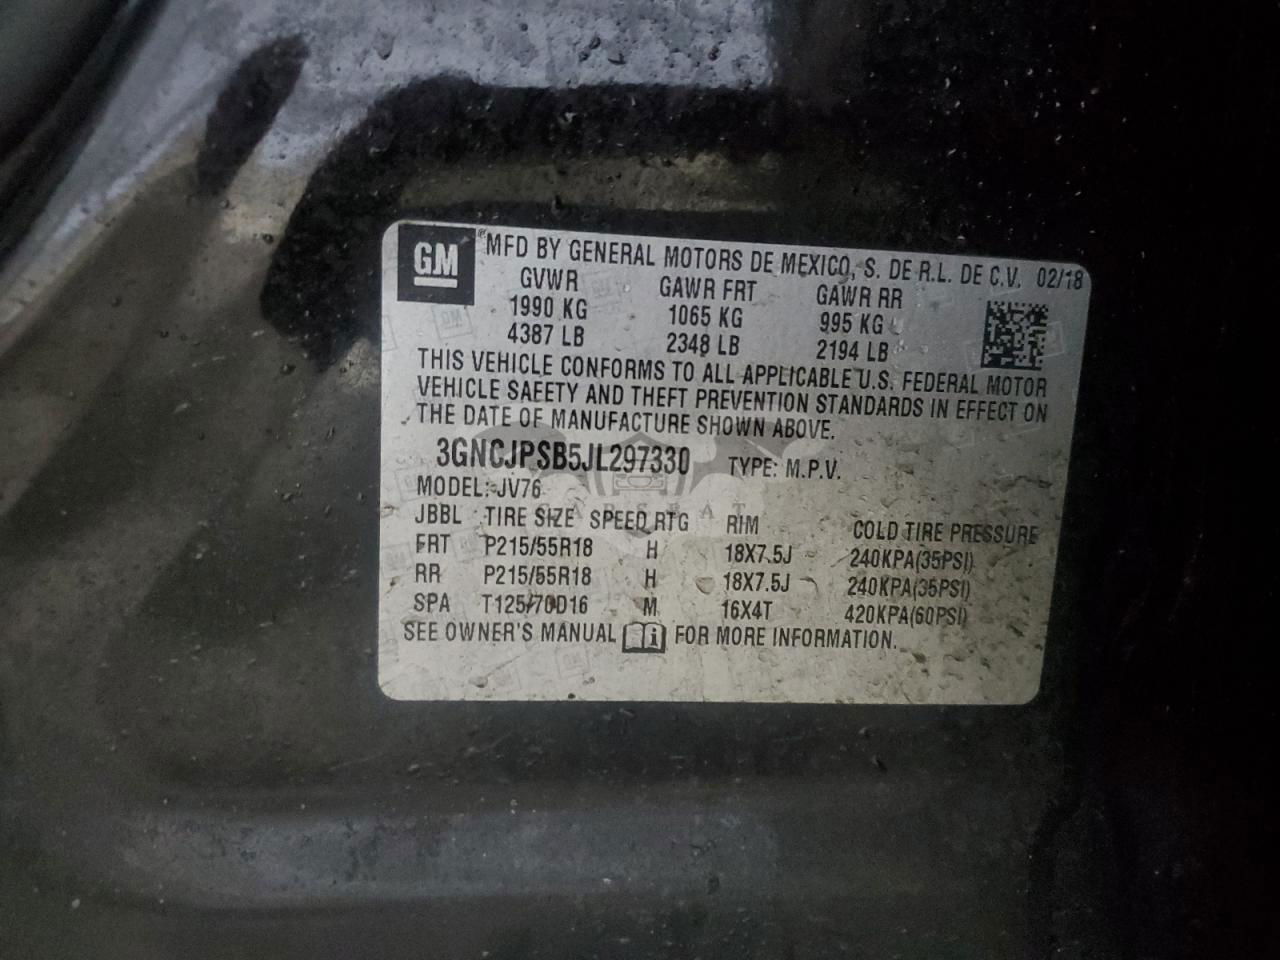 GM
® MFD BY GENERAL MOTORS DE MEXICO, S. DE R.L. DE C.V. 02/18
GVWR GAWR FRT GAWR RR
1990 KG 1065 KG 995 KG
4387 LB 2348 LB 2194 LB
THIS VEHICLE CONFORMS TO ALL APPLICABLE U.S. FEDERAL MOTOR
VEHICLE SAFETY AND THEFT PREVENTION STANDARDS IN EFFECT ON
THE DATE OF MANUFACTURE SHOWN ABOVE.
3GNCJPSB5JL297330 TYPE: M.P.V.
MODEL: JV76
CARSBAT
JBBL TIRE SIZE SPEED RTG RIM COLD TIRE PRESSURE
FRT P215/55R18 H 18X7.5J 240KPA(35PSI)
RR P215/55R18 H 18X7.5J 240KPA(35PSI)
SPA T125/70D16 M 16X4T 420KPA(60PSI)
SEE OWNER'S MANUAL FOR MORE INFORMATION.